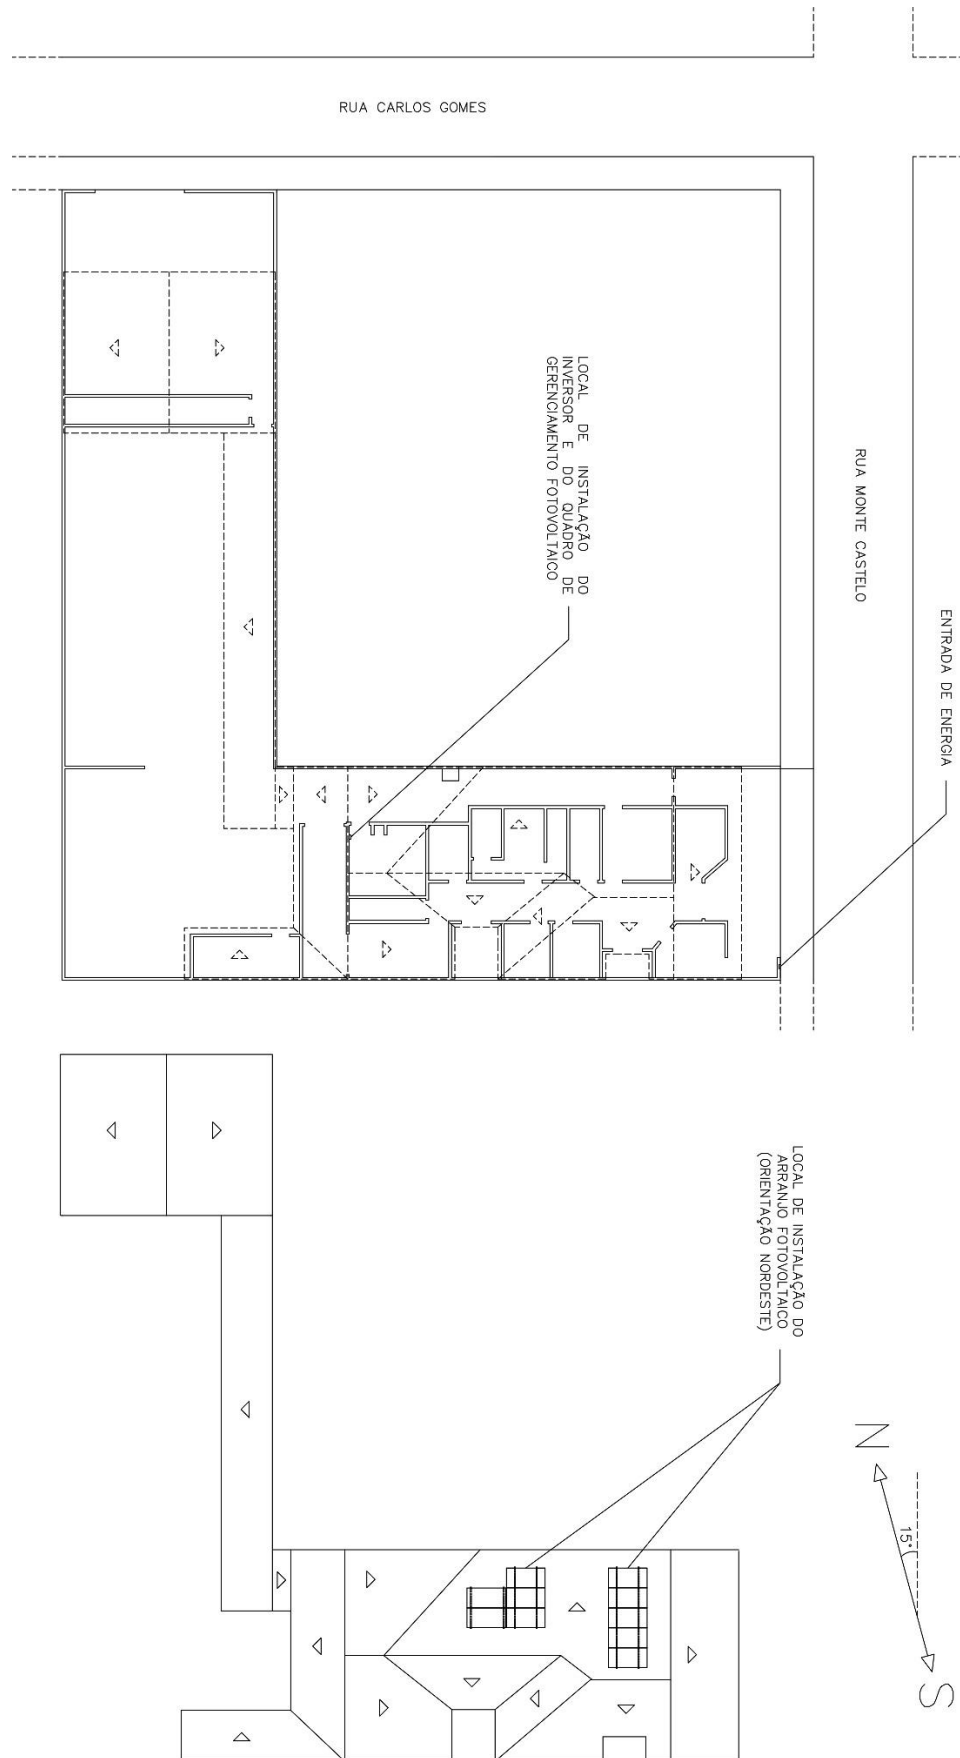 RUA CARLOS GOMES
LOCAL DE INSTALAÇÃO DO
INVERSOR E DO QUADRO DE
GERENCIAMENTO FOTOVOLTAICO
RUA MONTE CASTELO
ENTRADA DE ENERGIA
LOCAL DE INSTALAÇÃO DO
ARRANJO FOTOVOLTAICO
(ORIENTAÇÃO NORDESTE)
N
15°
S